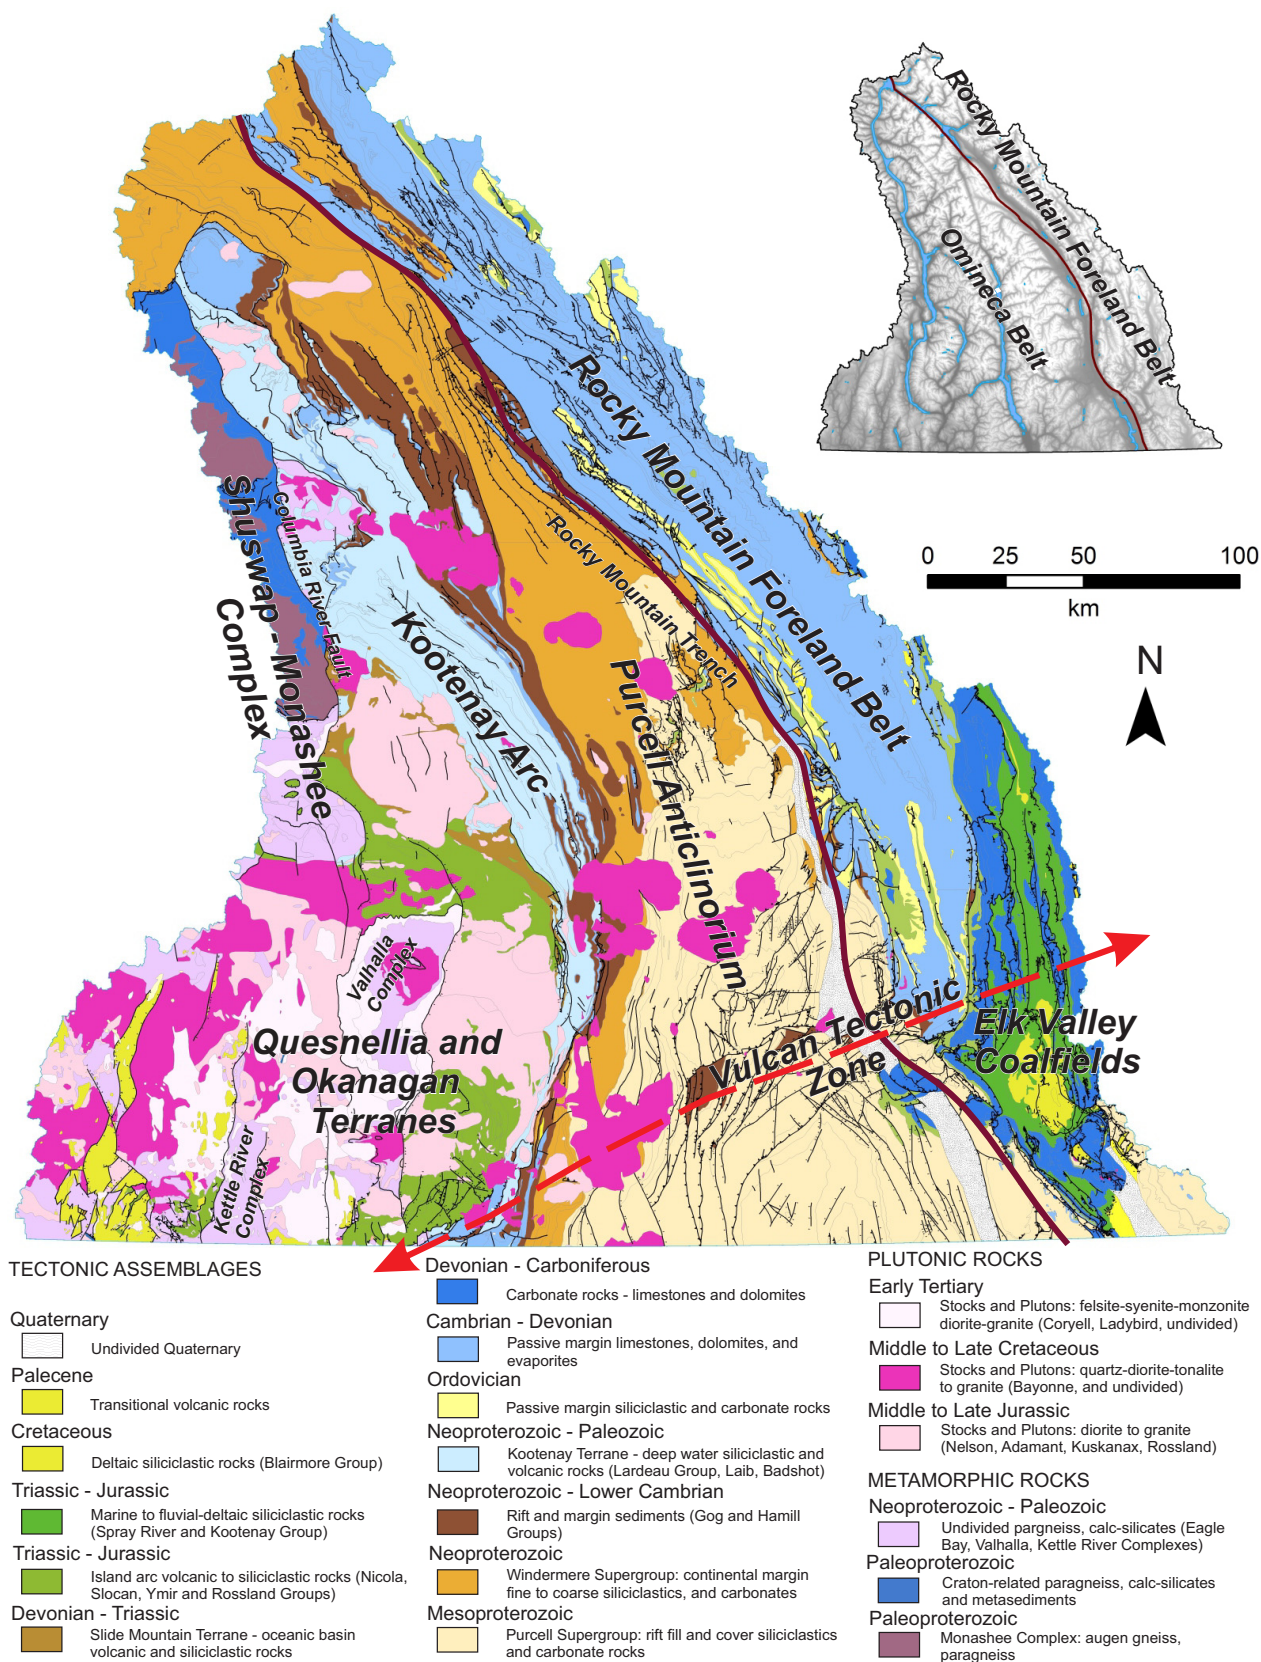 Rocky Mountain Foreland Belt
Omineca Belt
0 25 50 100
km
N
Rocky Mountain Foreland Belt
Rocky Mountain Trench
Shuswap - Monashee
Complex
Columbia River Fault
Kootenay Arc
Purcell Anticlinorium
Valhalla
Complex
Quesnellia and
Okanagan
Terranes
Kettle River
Complex
Vulcan Tectonic
Zone
Elk Valley
Coalfields
TECTONIC ASSEMBLAGES
Quaternary
Undivided Quaternary
Palecene
Transitional volcanic rocks
Cretaceous
Deltaic siliciclastic rocks (Blairmore Group)
Triassic - Jurassic
Marine to fluvial-deltaic siliciclastic rocks
(Spray River and Kootenay Group)
Triassic - Jurassic
Island arc volcanic to siliciclastic rocks (Nicola,
Slocan, Ymir and Rossland Groups)
Devonian - Triassic
Slide Mountain Terrane - oceanic basin
volcanic and siliciclastic rocks
Devonian - Carboniferous
Carbonate rocks - limestones and dolomites
Cambrian - Devonian
Passive margin limestones, dolomites, and
evaporites
Ordovician
Passive margin siliciclastic and carbonate rocks
Neoproterozoic - Paleozoic
Kootenay Terrane - deep water siliciclastic and
volcanic rocks (Lardeau Group, Laib, Badshot)
Neoproterozoic - Lower Cambrian
Rift and margin sediments (Gog and Hamill
Groups)
Neoproterozoic
Windermere Supergroup: continental margin
fine to coarse siliciclastics, and carbonates
Mesoproterozoic
Purcell Supergroup: rift fill and cover siliciclastics
and carbonate rocks
PLUTONIC ROCKS
Early Tertiary
Stocks and Plutons: felsite-syenite-monzonite
diorite-granite (Coryell, Ladybird, undivided)
Middle to Late Cretaceous
Stocks and Plutons: quartz-diorite-tonalite
to granite (Bayonne, and undivided)
Middle to Late Jurassic
Stocks and Plutons: diorite to granite
(Nelson, Adamant, Kuskanax, Rossland)
METAMORPHIC ROCKS
Neoproterozoic - Paleozoic
Undivided pargneiss, calc-silicates (Eagle
Bay, Valhalla, Kettle River Complexes)
Paleoproterozoic
Craton-related paragneiss, calc-silicates
and metasediments
Paleoproterozoic
Monashee Complex: augen gneiss,
paragneiss